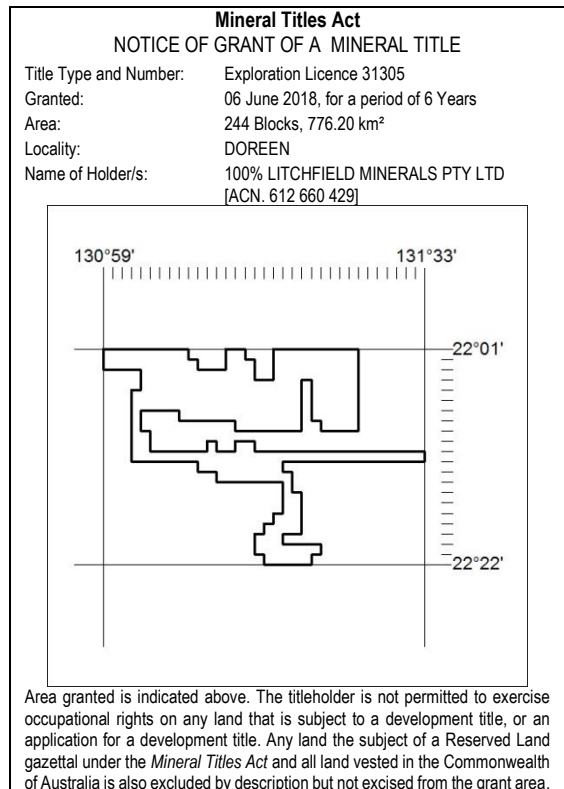 Mineral Titles Act
NOTICE OF GRANT OF A MINERAL TITLE
Title Type and Number: Exploration Licence 31305
Granted: 06 June 2018, for a period of 6 Years
Area: 244 Blocks, 776.20 km²
Locality: DOREEN
Name of Holder/s: 100% LITCHFIELD MINERALS PTY LTD
[ACN. 612 660 429]
130°59' 131°33'
22°01'
22°22'
Area granted is indicated above. The titleholder is not permitted to exercise
occupational rights on any land that is subject to a development title, or an
application for a development title. Any land the subject of a Reserved Land
gazettal under the Mineral Titles Act and all land vested in the Commonwealth
of Australia is also excluded by description but not excised from the grant area.